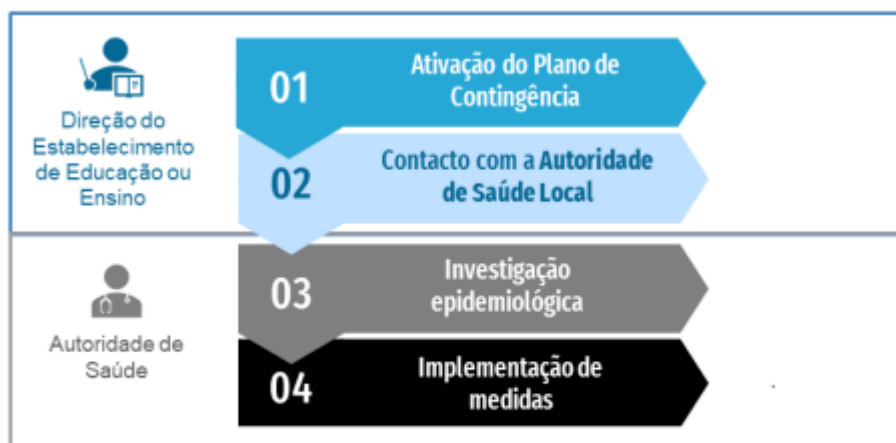 Direção do
Estabelecimento
de Educação ou
Ensino
01
Ativação do Plano de
Contingência
02
Contacto com a Autoridade
de Saúde Local
Autoridade de
Saúde
03
Investigação
epidemiológica
04
Implementação de
medidas